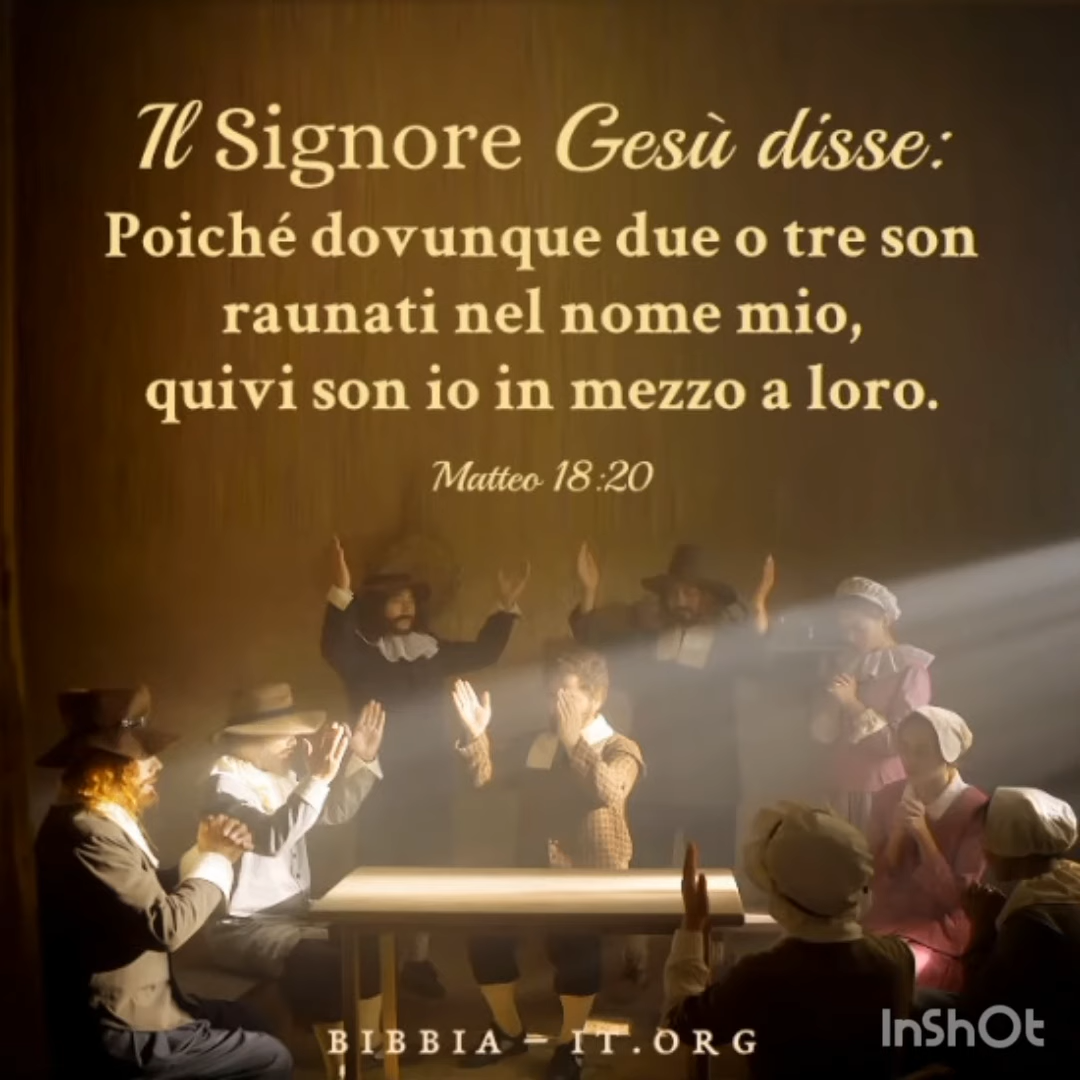 Il Signore Gesù disse:
Poiché dovunque due o tre son
raunati nel nome mio,
quivi son io in mezzo a loro.
Matteo 18:20
BIBBIA - IT.ORG
InShOt